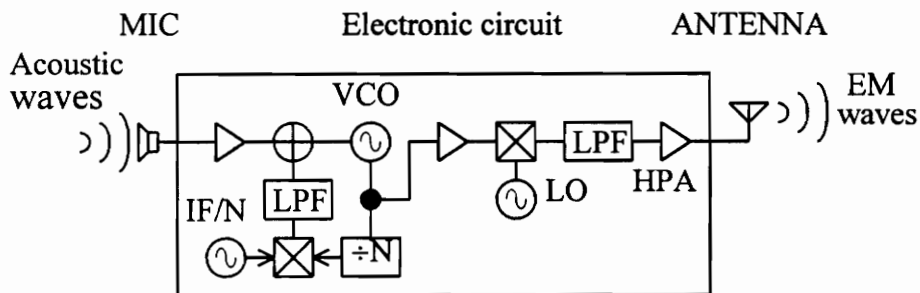 MIC
Electronic circuit
ANTENNA
Acoustic
waves
VCO
EM
waves
LPF
LO
HPA
LPF
IF/N
÷N